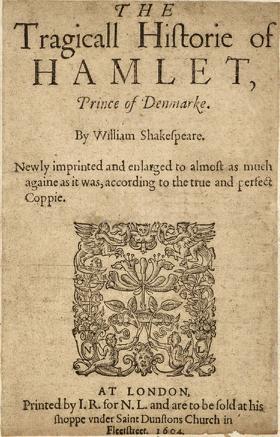 THE
Tragicall Hiſtorie of
HAMLET,
Prince of Denmarke.
By William Shakeſpeare.
Newly imprinted and enlarged to almoſt as much
againe as it was, according to the true and perfect
Coppie.
AT LONDON,
Printed by I. R. for N. L. and are to be ſold at his
ſhoppe vnder Saint Dunſtons Church in
Fleetſtreet. 1604.